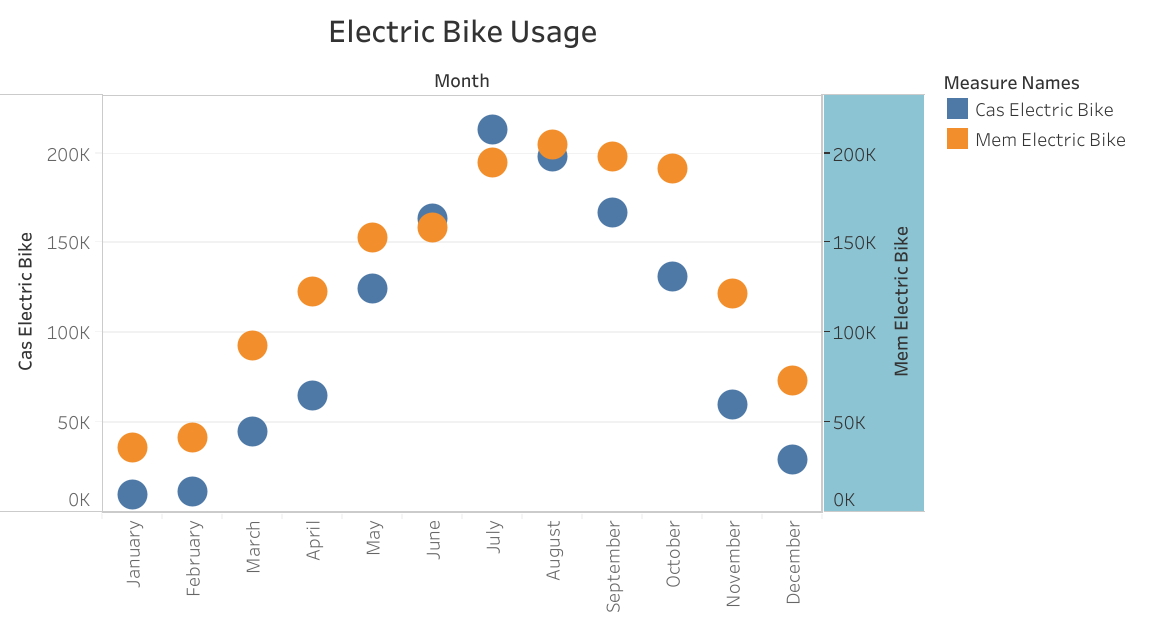 Electric Bike Usage
Month
Measure Names
Cas Electric Bike
Mem Electric Bike
Cas Electric Bike
200K
150K
100K
50K
0K
200K
150K
100K
50K
0K
Mem Electric Bike
January
February
March
April
May
June
July
August
September
October
November
December